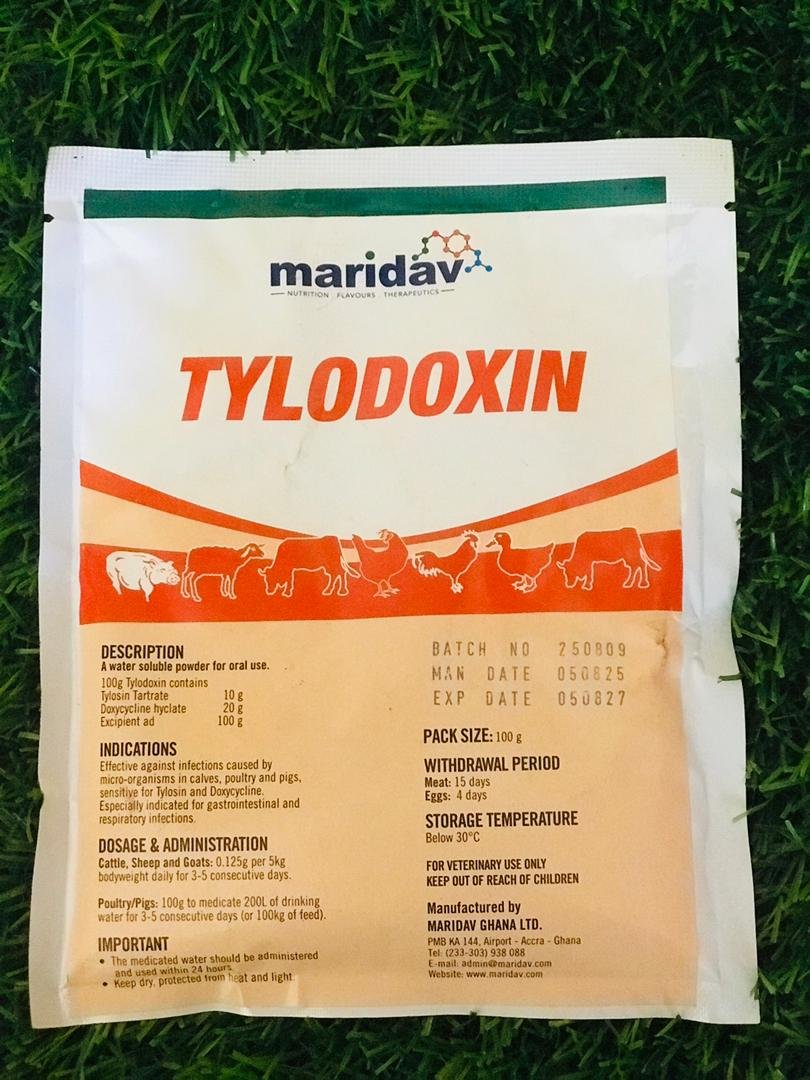 maridav
NUTRITION . FLAVOURS . THERAPEUTICS
TYLODOXIN
DESCRIPTION
A water soluble powder for oral use.
100g Tylodoxin contains
Tylosin Tartrate 10 g
Doxycycline hyclate 20 g
Excipient ad 100 g
INDICATIONS
Effective against infections caused by
micro-organisms in calves, poultry and pigs,
sensitive for Tylosin and Doxycycline.
Especially indicated for gastrointestinal and
respiratory infections.
DOSAGE & ADMINISTRATION
Cattle, Sheep and Goats: 0.125g per 5kg
bodyweight daily for 3-5 consecutive days.
Poultry/Pigs: 100g to medicate 200L of drinking
water for 3-5 consecutive days (or 100kg of feed).
IMPORTANT
• The medicated water should be administered
and used within 24 hours.
• Keep dry, protected from heat and light.
BATCH NO 250809
MAN DATE 050825
EXP DATE 050827
PACK SIZE: 100 g
WITHDRAWAL PERIOD
Meat: 15 days
Eggs: 4 days
STORAGE TEMPERATURE
Below 30°C
FOR VETERINARY USE ONLY
KEEP OUT OF REACH OF CHILDREN
Manufactured by
MARIDAV GHANA LTD.
PMB KA 144, Airport - Accra - Ghana
Tel: (233-303) 938 088
E-mail: admin@maridav.com
Website: www.maridav.com